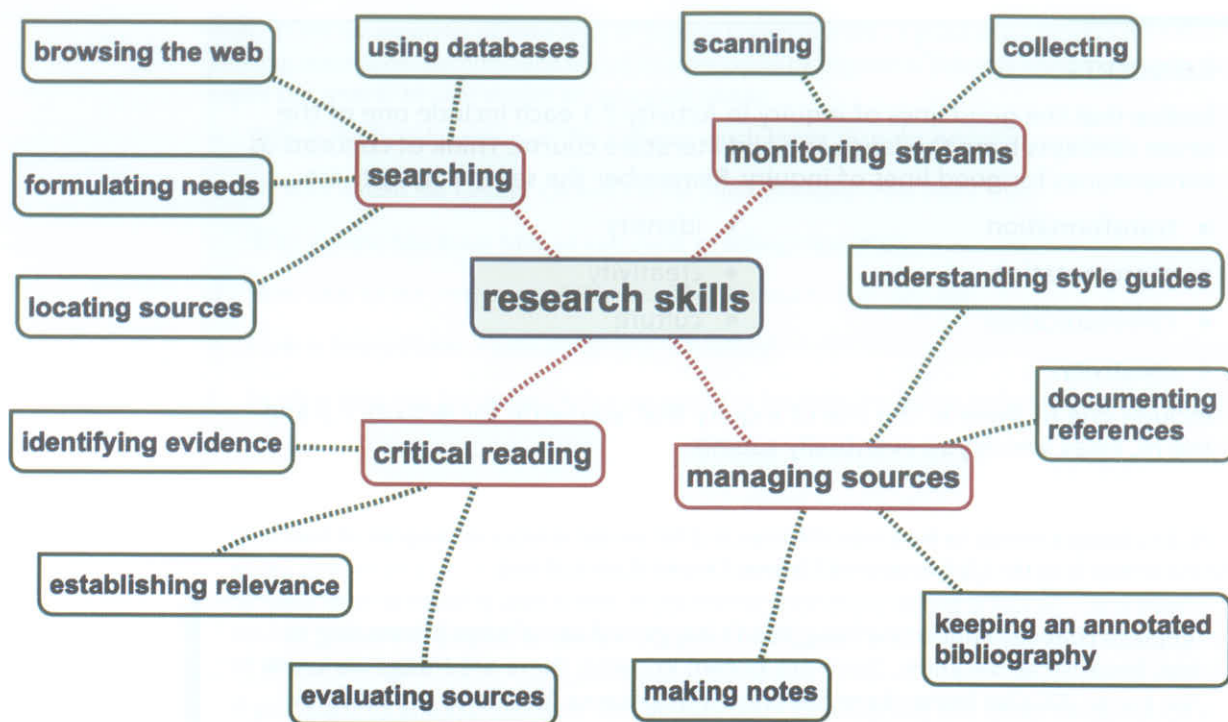 browsing the web
using databases
scanning
collecting
searching
monitoring streams
formulating needs
understanding style guides
locating sources
research skills
documenting
references
identifying evidence
critical reading
managing sources
establishing relevance
keeping an annotated
bibliography
evaluating sources
making notes